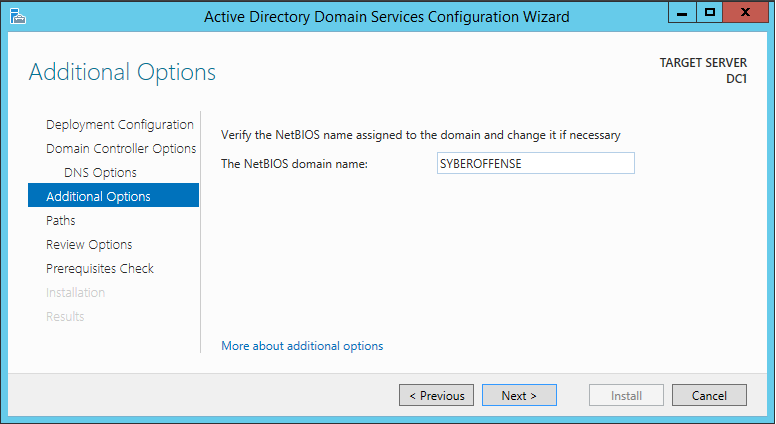 Active Directory Domain Services Configuration Wizard
Additional Options
TARGET SERVER
DC1
Deployment Configuration
Domain Controller Options
DNS Options
Additional Options
Paths
Review Options
Prerequisites Check
Installation
Results
Verify the NetBIOS name assigned to the domain and change it if necessary
The NetBIOS domain name: SYBEROFFENSE
More about additional options
< Previous Next > Install Cancel